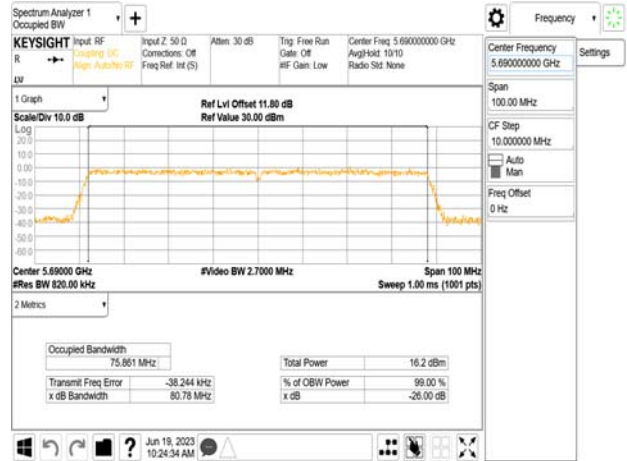 Spectrum Analyzer 1
Occupied BW
Frequency
KEYSIGHT
R
Input: RF
Coupling: DC
Align: Auto/No RF
Input Z: 50 Ω
Corrections: Off
Freq Ref: Int (S)
Atten: 30 dB
Trig: Free Run
Gate: Off
#IF Gain: Low
Center Freq: 5.690000000 GHz
Avg|Hold: 10/10
Radio Std: None
Center Frequency
5.690000000 GHz
Settings
Span
100.00 MHz
CF Step
10.000000 MHz
Auto
Man
Freq Offset
0 Hz
1 Graph
Scale/Div 10.0 dB
Ref Lvl Offset 11.80 dB
Ref Value 30.00 dBm
Log
20.0
10.0
0.00
-10.0
-20.0
-30.0
-40.0
-50.0
-60.0
Center 5.69000 GHz
#Res BW 820.00 kHz
#Video BW 2.7000 MHz
Span 100 MHz
Sweep 1.00 ms (1001 pts)
2 Metrics
Occupied Bandwidth
75.861 MHz
Transmit Freq Error -38.244 kHz
x dB Bandwidth 80.78 MHz
Total Power 16.2 dBm
% of OBW Power 99.00 %
x dB -26.00 dB
?
Jun 19, 2023
10:24:34 AM